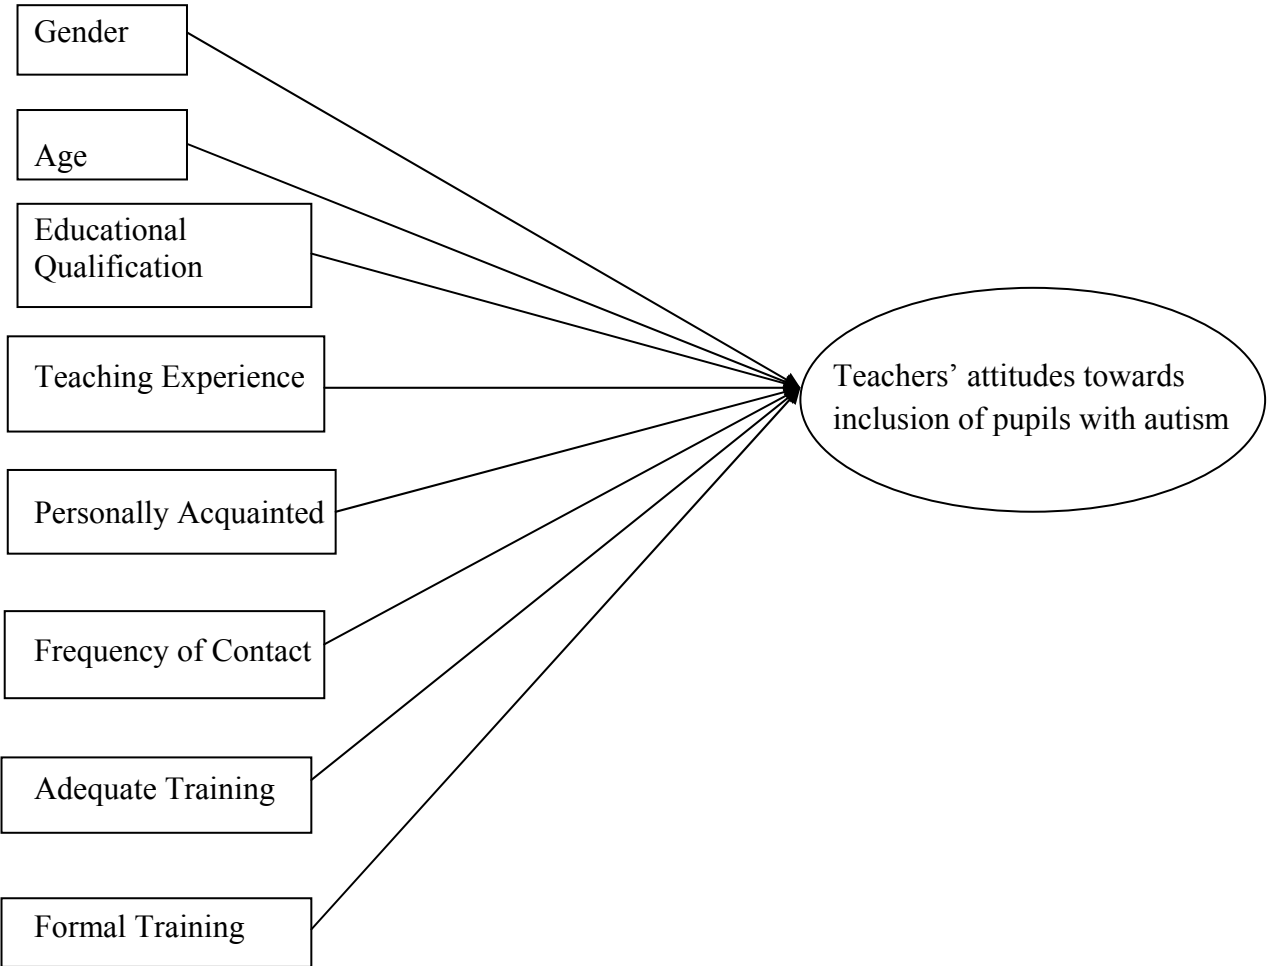 Gender
Age
Educational
Qualification
Teaching Experience
Personally Acquainted
Frequency of Contact
Adequate Training
Formal Training
Teachers’ attitudes towards
inclusion of pupils with autism